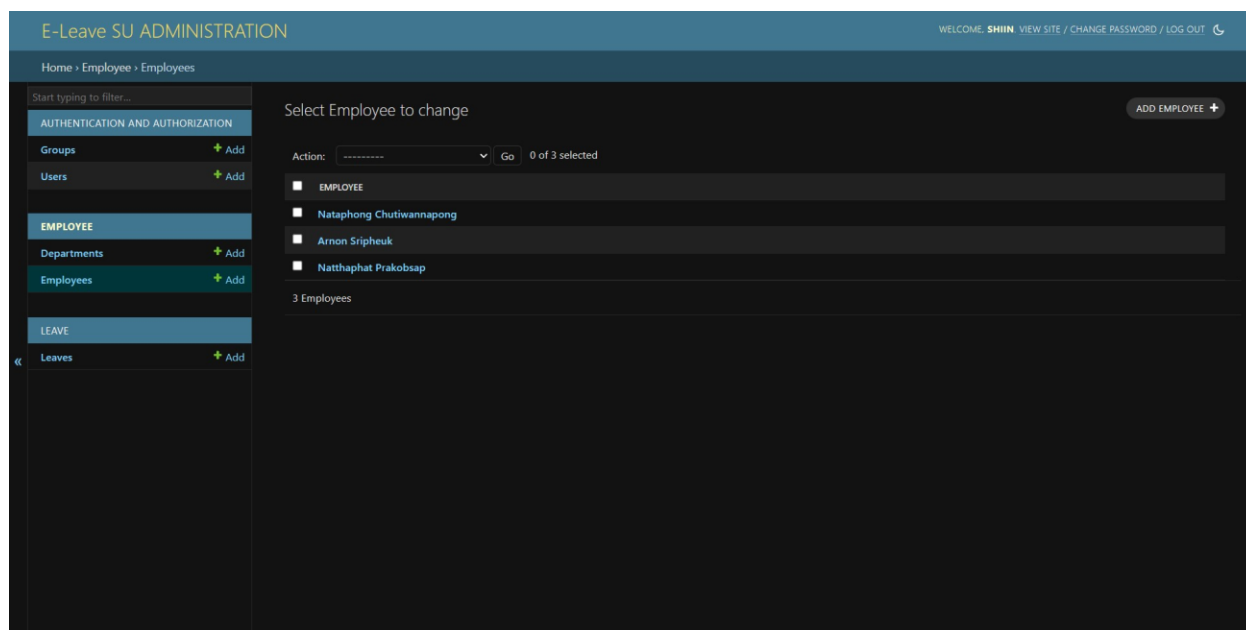 E-Leave SU ADMINISTRATION
WELCOME, SHIIN. VIEW SITE / CHANGE PASSWORD / LOG OUT
Home › Employee › Employees
Start typing to filter...
AUTHENTICATION AND AUTHORIZATION
Groups + Add
Users + Add
EMPLOYEE
Departments + Add
Employees + Add
LEAVE
Leaves + Add
«
Select Employee to change
ADD EMPLOYEE +
Action: --------- Go 0 of 3 selected
EMPLOYEE
Nataphong Chutiwannapong
Arnon Sripheuk
Natthaphat Prakobsap
3 Employees